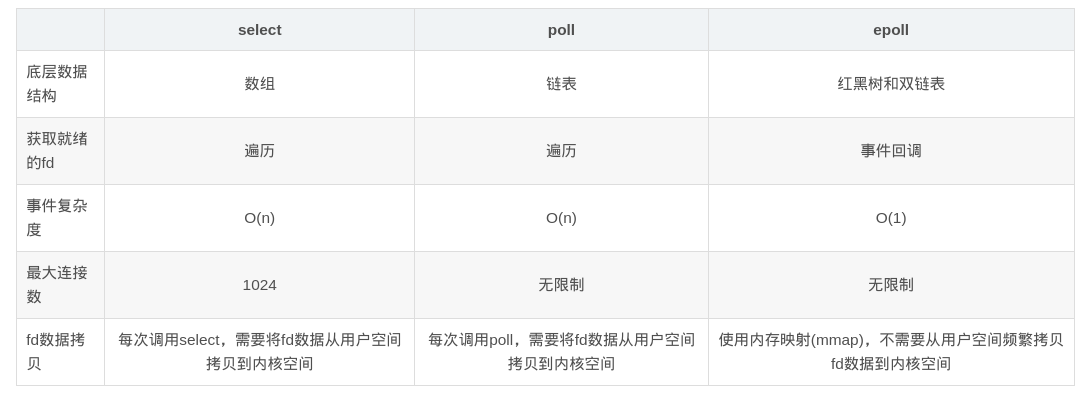 select poll epoll
底层数据
结构
数组
链表
红黑树和双链表
获取就绪
的fd
遍历
遍历
事件回调
事件复杂
度
O(n)
O(n)
O(1)
最大连接
数
1024
无限制
无限制
fd数据拷
贝
每次调用select，需要将fd数据从用户空间
拷贝到内核空间
每次调用poll，需要将fd数据从用户空间
拷贝到内核空间
使用内存映射(mmap)，不需要从用户空间频繁拷贝
fd数据到内核空间